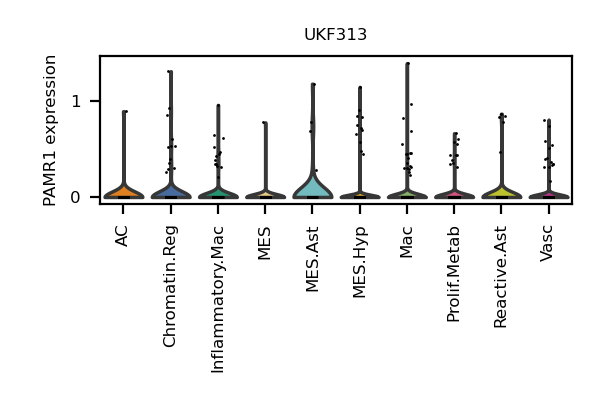 UKF313
PAMR1 expression
1
0
AC
Chromatin.Reg
Inflammatory.Mac
MES
MES.Ast
MES.Hyp
Mac
Prolif.Metab
Reactive.Ast
Vasc